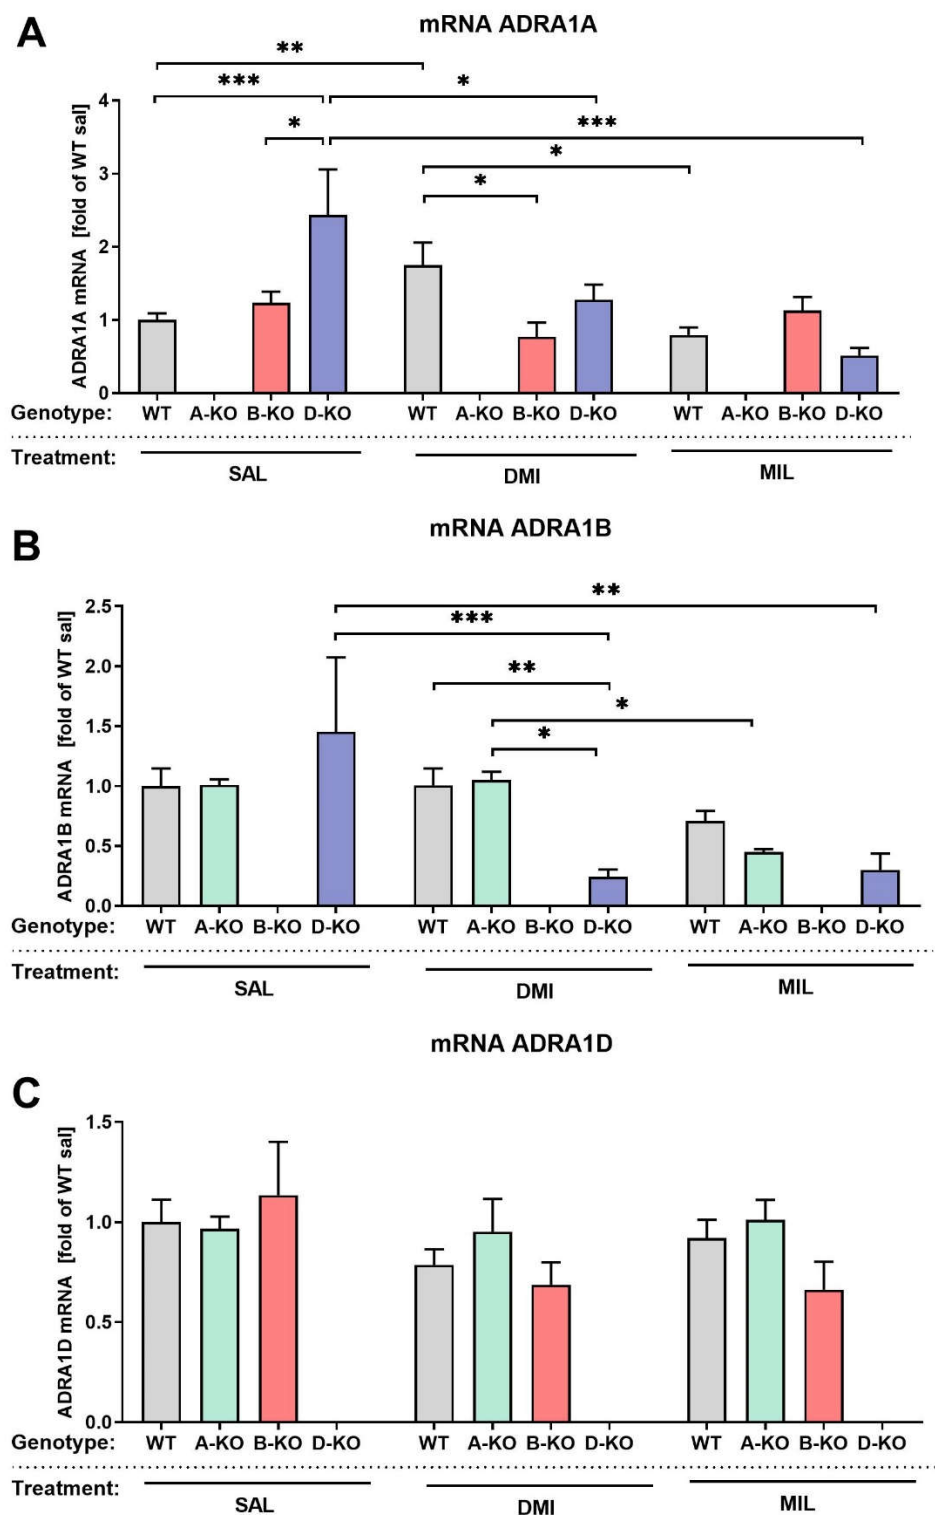 A
mRNA ADRA1A
**
***
*
*
***
*
*
ADRA1A mRNA [fold of WT sal]
4
3
2
1
0
Genotype: WT A-KO B-KO D-KO WT A-KO B-KO D-KO WT A-KO B-KO D-KO
Treatment:
SAL DMI MIL
B
mRNA ADRA1B
**
***
**
*
*
ADRA1B mRNA [fold of WT sal]
2.5
2.0
1.5
1.0
0.5
0.0
Genotype: WT A-KO B-KO D-KO WT A-KO B-KO D-KO WT A-KO B-KO D-KO
Treatment:
SAL DMI MIL
mRNA ADRA1D
C
ADRA1D mRNA [fold of WT sal]
1.5
1.0
0.5
0.0
Genotype: WT A-KO B-KO D-KO WT A-KO B-KO D-KO WT A-KO B-KO D-KO
Treatment:
SAL DMI MIL